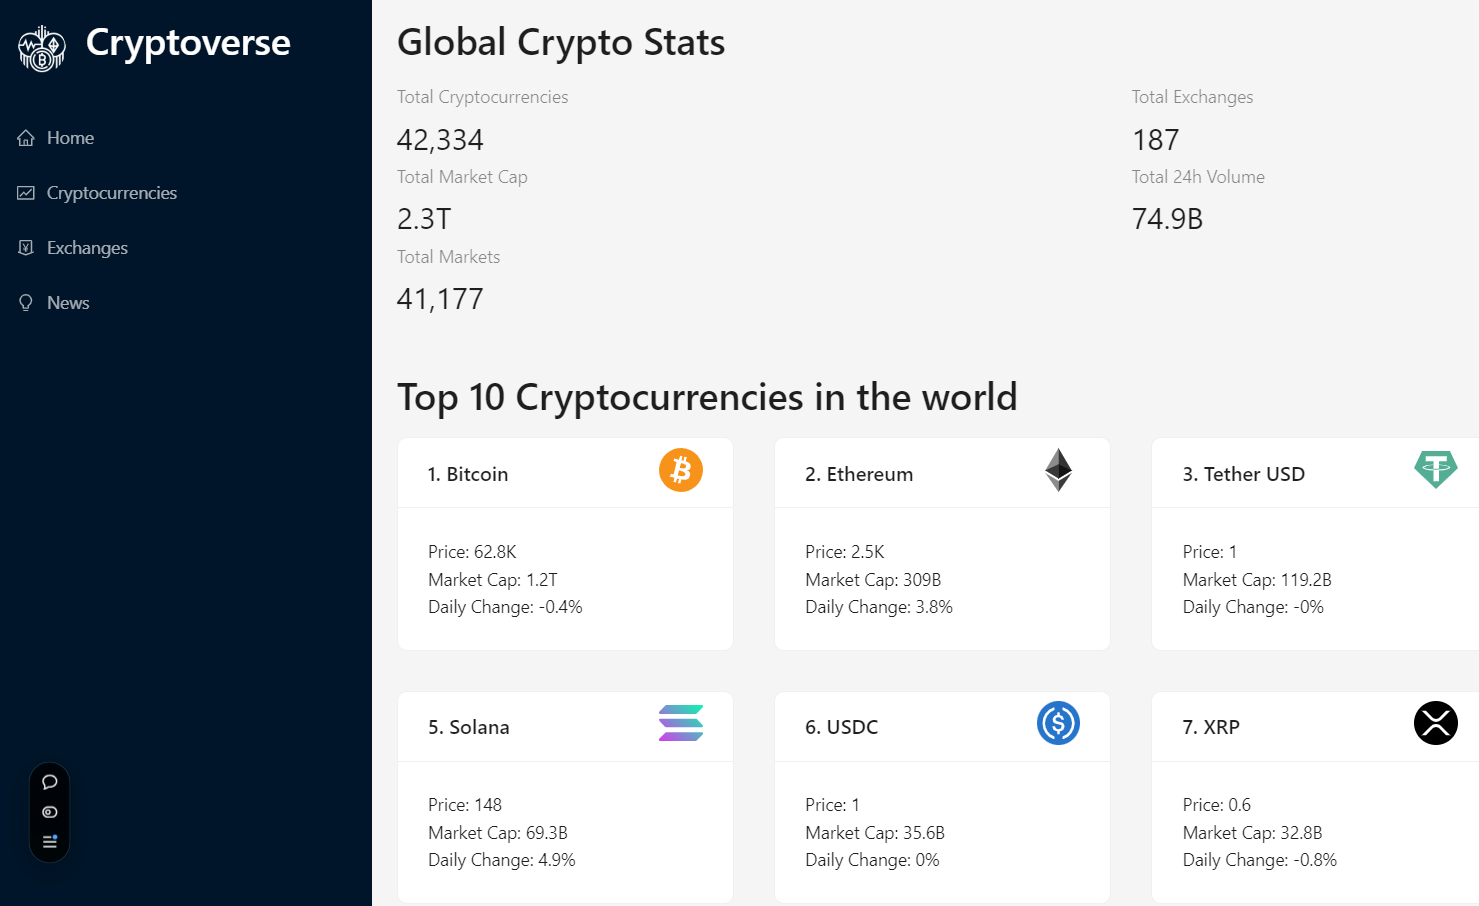 Cryptoverse
Home
Cryptocurrencies
Exchanges
News
Global Crypto Stats
Total Cryptocurrencies
42,334
Total Exchanges
187
Total Market Cap
2.3T
Total 24h Volume
74.9B
Total Markets
41,177
Top 10 Cryptocurrencies in the world
1. Bitcoin
Price: 62.8K
Market Cap: 1.2T
Daily Change: -0.4%
2. Ethereum
Price: 2.5K
Market Cap: 309B
Daily Change: 3.8%
3. Tether USD
Price: 1
Market Cap: 119.2B
Daily Change: -0%
5. Solana
Price: 148
Market Cap: 69.3B
Daily Change: 4.9%
6. USDC
Price: 1
Market Cap: 35.6B
Daily Change: 0%
7. XRP
Price: 0.6
Market Cap: 32.8B
Daily Change: -0.8%